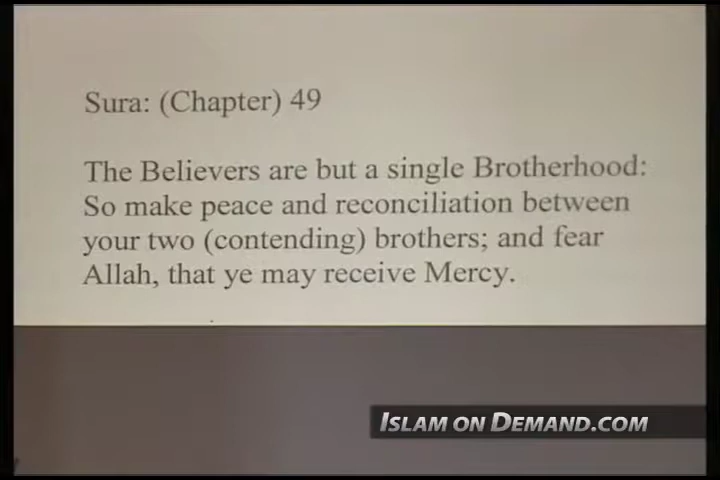 Sura: (Chapter) 49
The Believers are but a single Brotherhood:
So make peace and reconciliation between
your two (contending) brothers; and fear
Allah, that ye may receive Mercy.
ISLAM ON DEMAND.COM